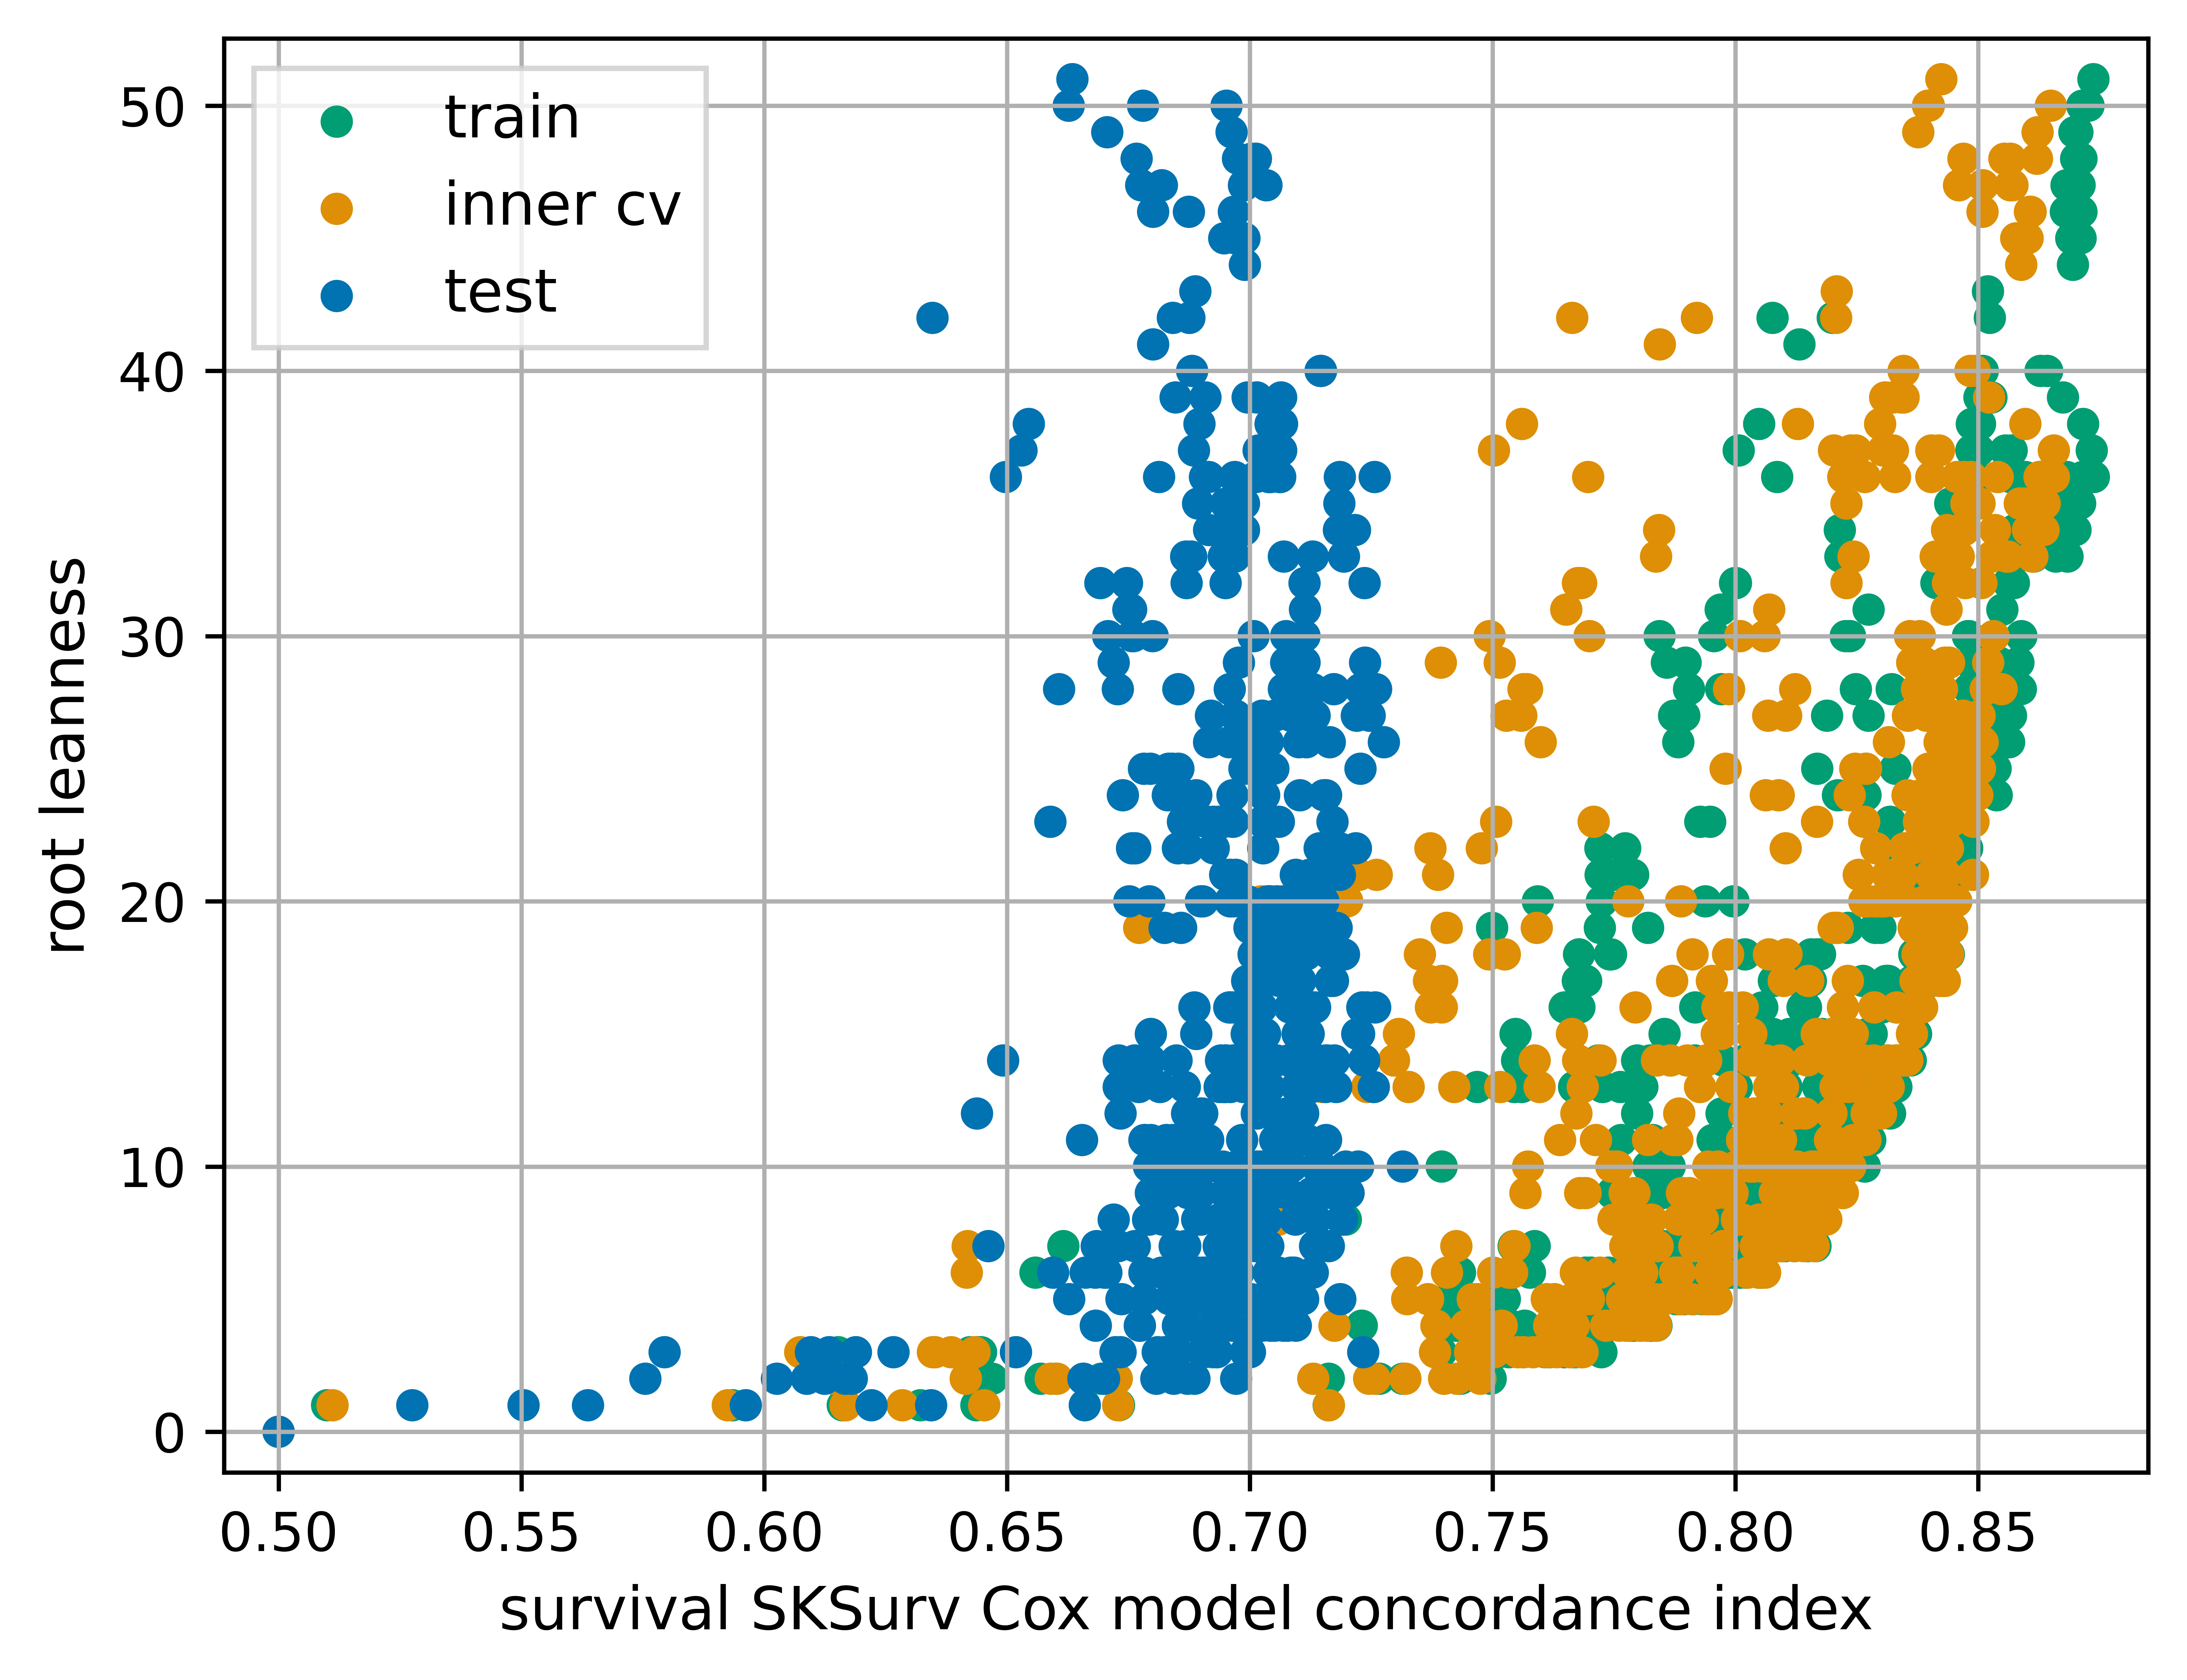 train
inner cv
test
50
40
30
20
10
0
root leanness
0.50 0.55 0.60 0.65 0.70 0.75 0.80 0.85
survival SKSurv Cox model concordance index